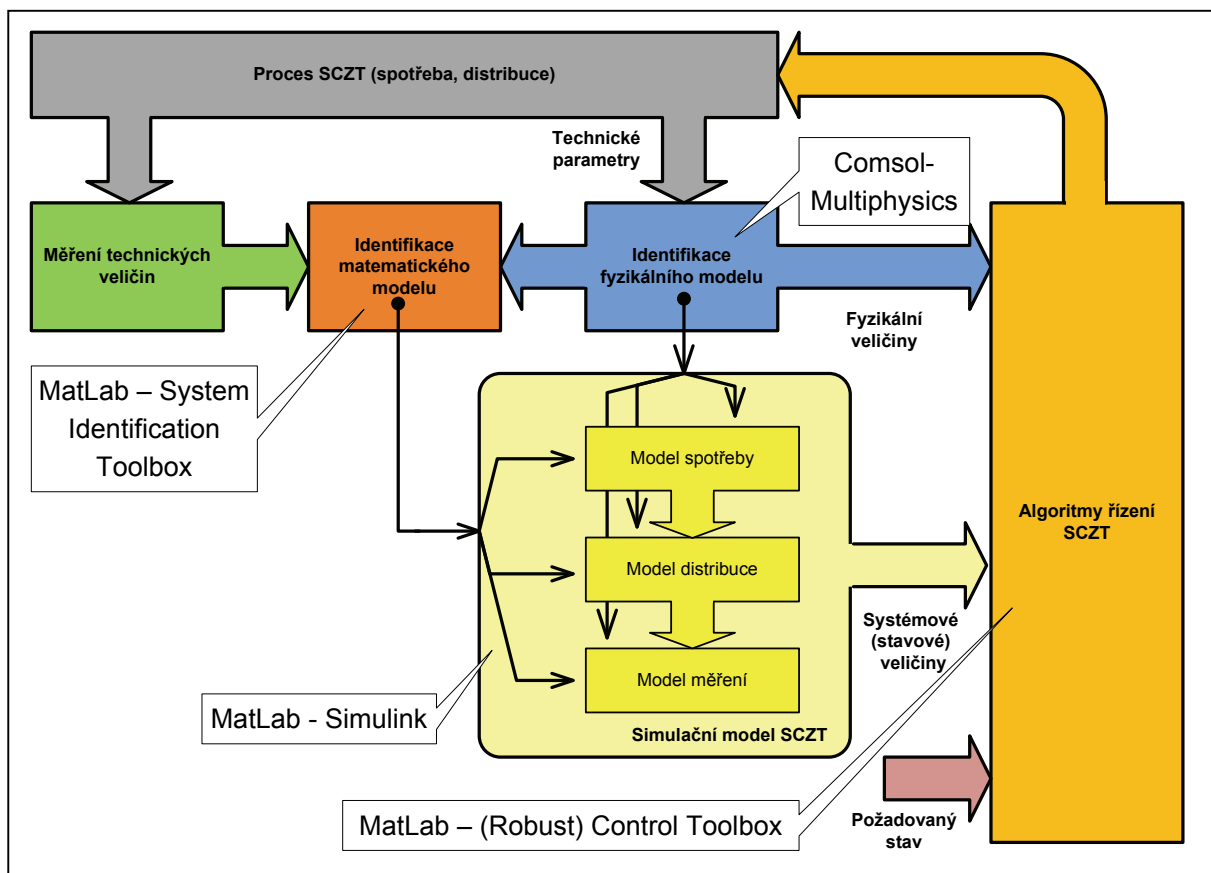 Proces SCZT (spotřeba, distribuce)
Technické
parametry
Comsol-
Multiphysics
Měření technických
veličin
Identifikace
matematického
modelu
Identifikace
fyzikálního modelu
Fyzikální
veličiny
MatLab – System
Identification
Toolbox
Model spotřeby
Algoritmy řízení
SCZT
Model distribuce
Systémové
(stavové)
veličiny
Model měření
MatLab - Simulink
Simulační model SCZT
MatLab – (Robust) Control Toolbox
Požadovaný
stav